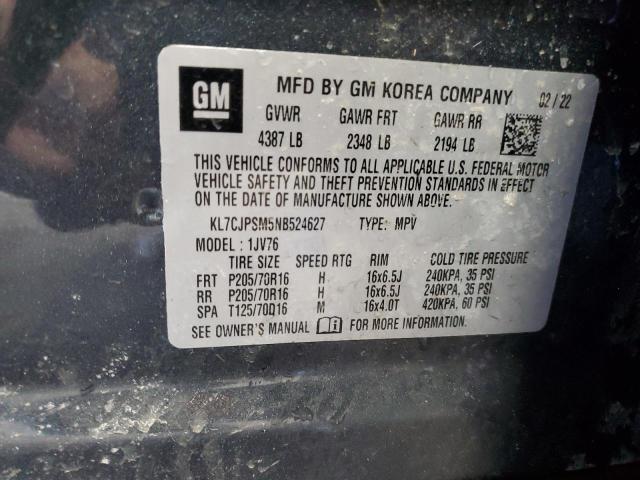 GM
MFD BY GM KOREA COMPANY 02/22
GVWR GAWR FRT GAWR RR
4387 LB 2348 LB 2194 LB
THIS VEHICLE CONFORMS TO ALL APPLICABLE U.S. FEDERAL MOTOR
VEHICLE SAFETY AND THEFT PREVENTION STANDARDS IN EFFECT
ON THE DATE OF MANUFACTURE SHOWN ABOVE.
KL7CJPSM5NB524627 TYPE: MPV
MODEL: 1JV76
TIRE SIZE SPEED RTG RIM COLD TIRE PRESSURE
FRT P205/70R16 H 16x6.5J 240KPA, 35 PSI
RR P205/70R16 H 16x6.5J 240KPA, 35 PSI
SPA T125/70D16 M 16x4.0T 420KPA, 60 PSI
SEE OWNER'S MANUAL FOR MORE INFORMATION.